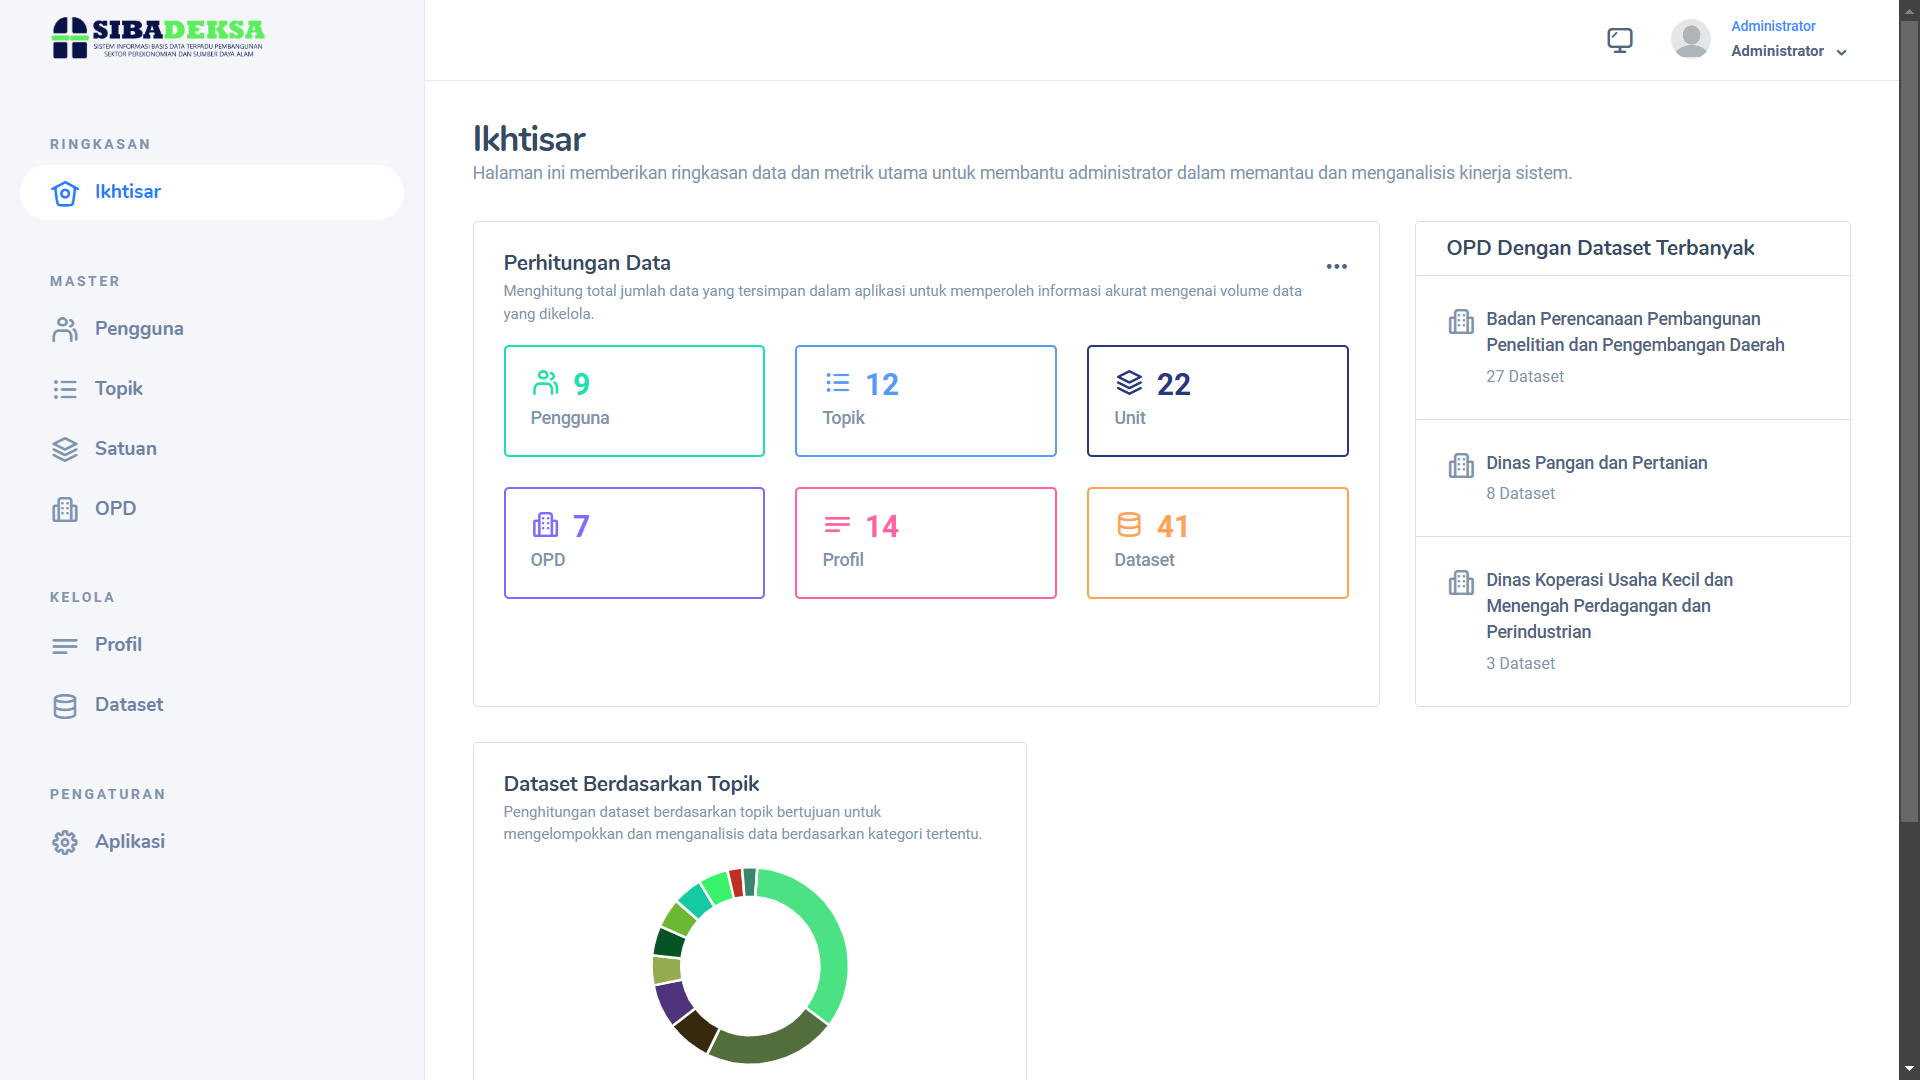 SIBADEKSA
SISTEM INFORMASI BASIS DATA TERPADU PEMBANGUNAN
SEKTOR PEREKONOMIAN DAN SUMBER DAYA ALAM
RINGKASAN
Ikhtisar
MASTER
Pengguna
Topik
Satuan
OPD
KELOLA
Profil
Dataset
PENGATURAN
Aplikasi
Administrator
Administrator
Ikhtisar
Halaman ini memberikan ringkasan data dan metrik utama untuk membantu administrator dalam memantau dan menganalisis kinerja sistem.
Perhitungan Data
Menghitung total jumlah data yang tersimpan dalam aplikasi untuk memperoleh informasi akurat mengenai volume data
yang dikelola.
9
Pengguna
12
Topik
22
Unit
7
OPD
14
Profil
41
Dataset
OPD Dengan Dataset Terbanyak
Badan Perencanaan Pembangunan
Penelitian dan Pengembangan Daerah
27 Dataset
Dinas Pangan dan Pertanian
8 Dataset
Dinas Koperasi Usaha Kecil dan
Menengah Perdagangan dan
Perindustrian
3 Dataset
Dataset Berdasarkan Topik
Penghitungan dataset berdasarkan topik bertujuan untuk
mengelompokkan dan menganalisis data berdasarkan kategori tertentu.